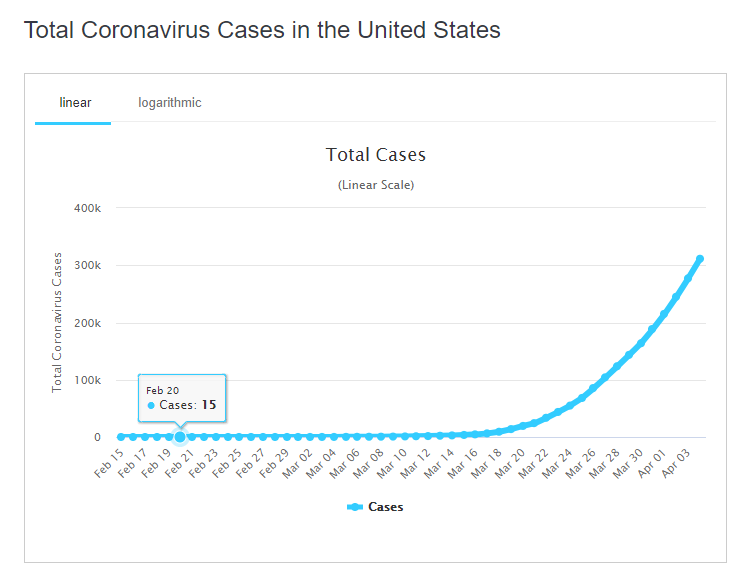 Total Coronavirus Cases in the United States
linear
logarithmic
Total Cases
(Linear Scale)
Total Coronavirus Cases
400k
300k
200k
100k
0
Feb 20
Cases: 15
Feb 15
Feb 17
Feb 19
Feb 21
Feb 23
Feb 25
Feb 27
Feb 29
Mar 02
Mar 04
Mar 06
Mar 08
Mar 10
Mar 12
Mar 14
Mar 16
Mar 18
Mar 20
Mar 22
Mar 24
Mar 26
Mar 28
Mar 30
Apr 01
Apr 03
Cases